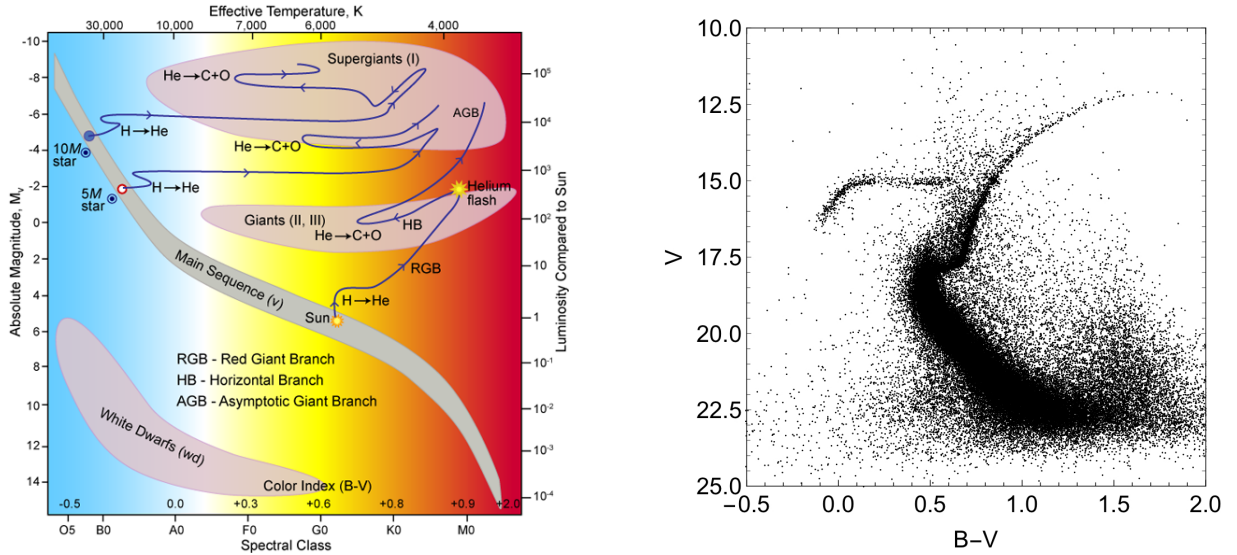 Effective Temperature, K
30,000 10,000 7,000 6,000 4,000
Absolute Magnitude, Mv
-10
-8
-6
-4
-2
0
2
4
6
8
10
12
14
Supergiants (I)
He→C+O
AGB
H→He
He→C+O
10M
star
H→He
5M
star
Helium
flash
Giants (II, III)
HB
He→C+O
RGB
Main Sequence (v)
H→He
Sun
RGB - Red Giant Branch
HB - Horizontal Branch
AGB - Asymptotic Giant Branch
White Dwarfs (wd)
Color Index (B-V)
-0.5 0.0 +0.3 +0.6 +0.8 +0.9 +2.0
O5 B0 A0 F0 G0 K0 M0
Spectral Class
Luminosity Compared to Sun
10⁵
10⁴
10³
10²
10
1
10⁻¹
10⁻²
10⁻³
10⁻⁴
V
10.0
12.5
15.0
17.5
20.0
22.5
25.0
−0.5 0.0 0.5 1.0 1.5 2.0
B−V